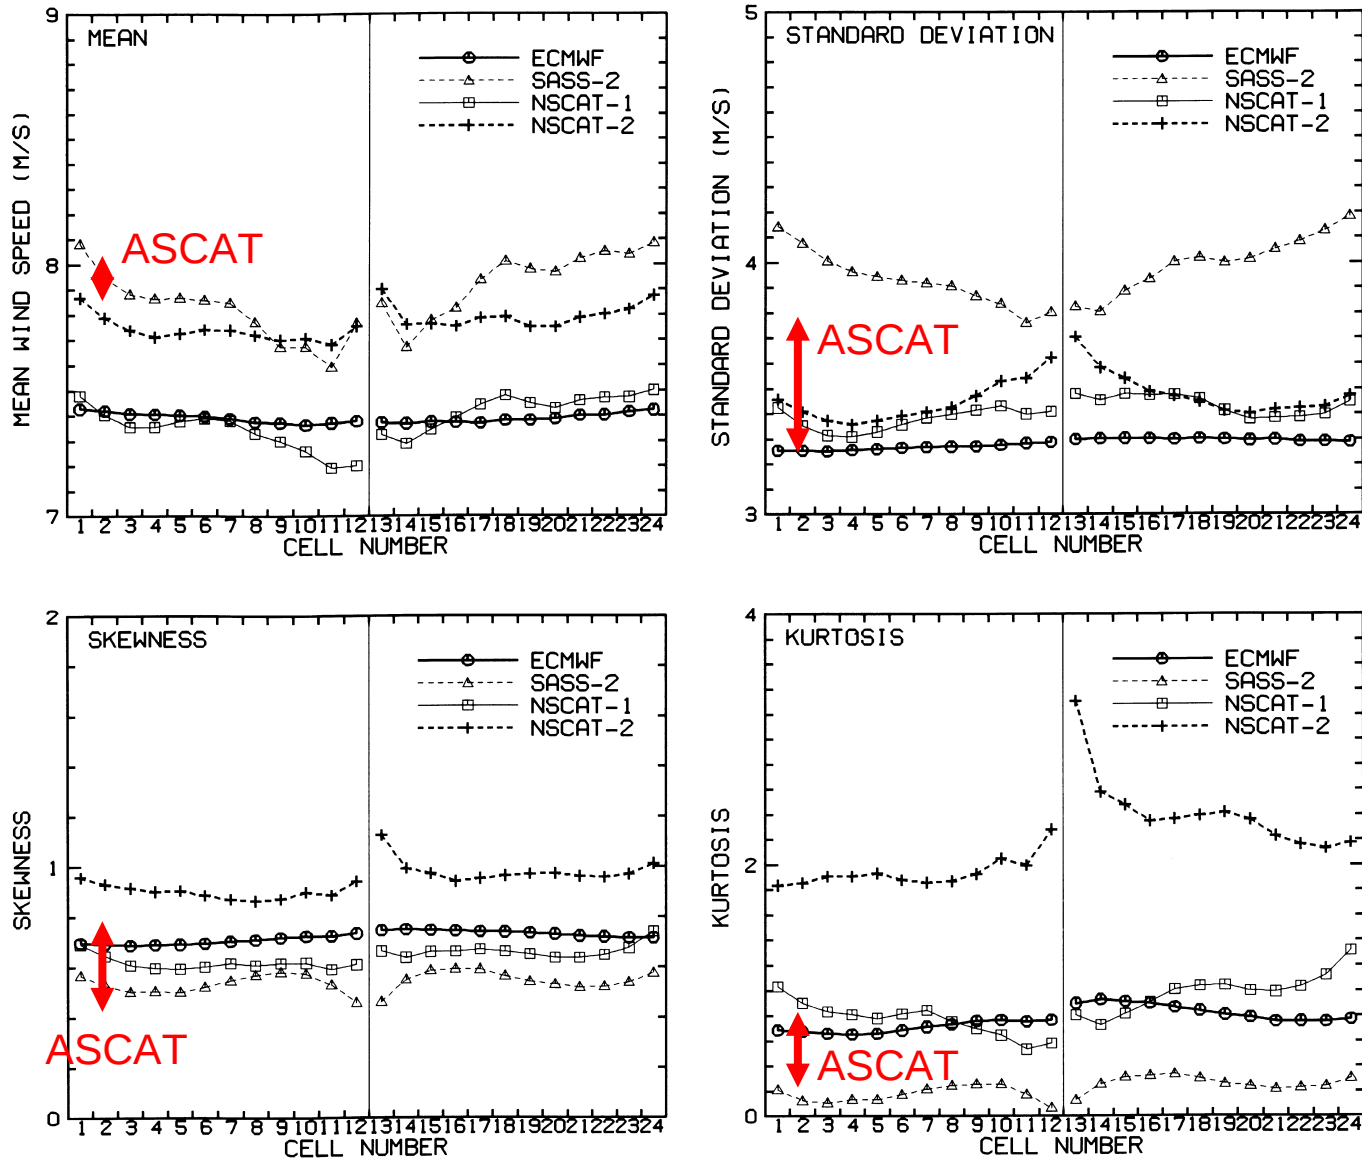 MEAN
ECMWF
SASS-2
NSCAT-1
NSCAT-2
ASCAT
MEAN WIND SPEED (M/S)
9
8
7
1 2 3 4 5 6 7 8 9 10 11 12 13 14 15 16 17 18 19 20 21 22 23 24
CELL NUMBER
STANDARD DEVIATION
ECMWF
SASS-2
NSCAT-1
NSCAT-2
ASCAT
STANDARD DEVIATION (M/S)
5
4
3
1 2 3 4 5 6 7 8 9 10 11 12 13 14 15 16 17 18 19 20 21 22 23 24
CELL NUMBER
SKEWNESS
ECMWF
SASS-2
NSCAT-1
NSCAT-2
ASCAT
SKEWNESS
2
1
0
1 2 3 4 5 6 7 8 9 10 11 12 13 14 15 16 17 18 19 20 21 22 23 24
CELL NUMBER
KURTOSIS
ECMWF
SASS-2
NSCAT-1
NSCAT-2
ASCAT
KURTOSIS
4
2
0
1 2 3 4 5 6 7 8 9 10 11 12 13 14 15 16 17 18 19 20 21 22 23 24
CELL NUMBER